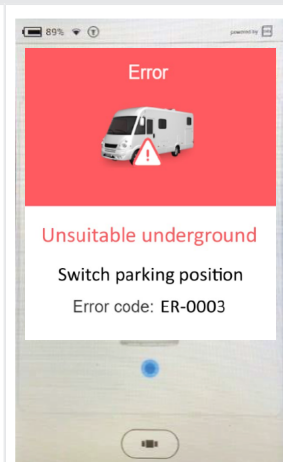 89%
powered by
Error
Unsuitable underground
Switch parking position
Error code: ER-0003